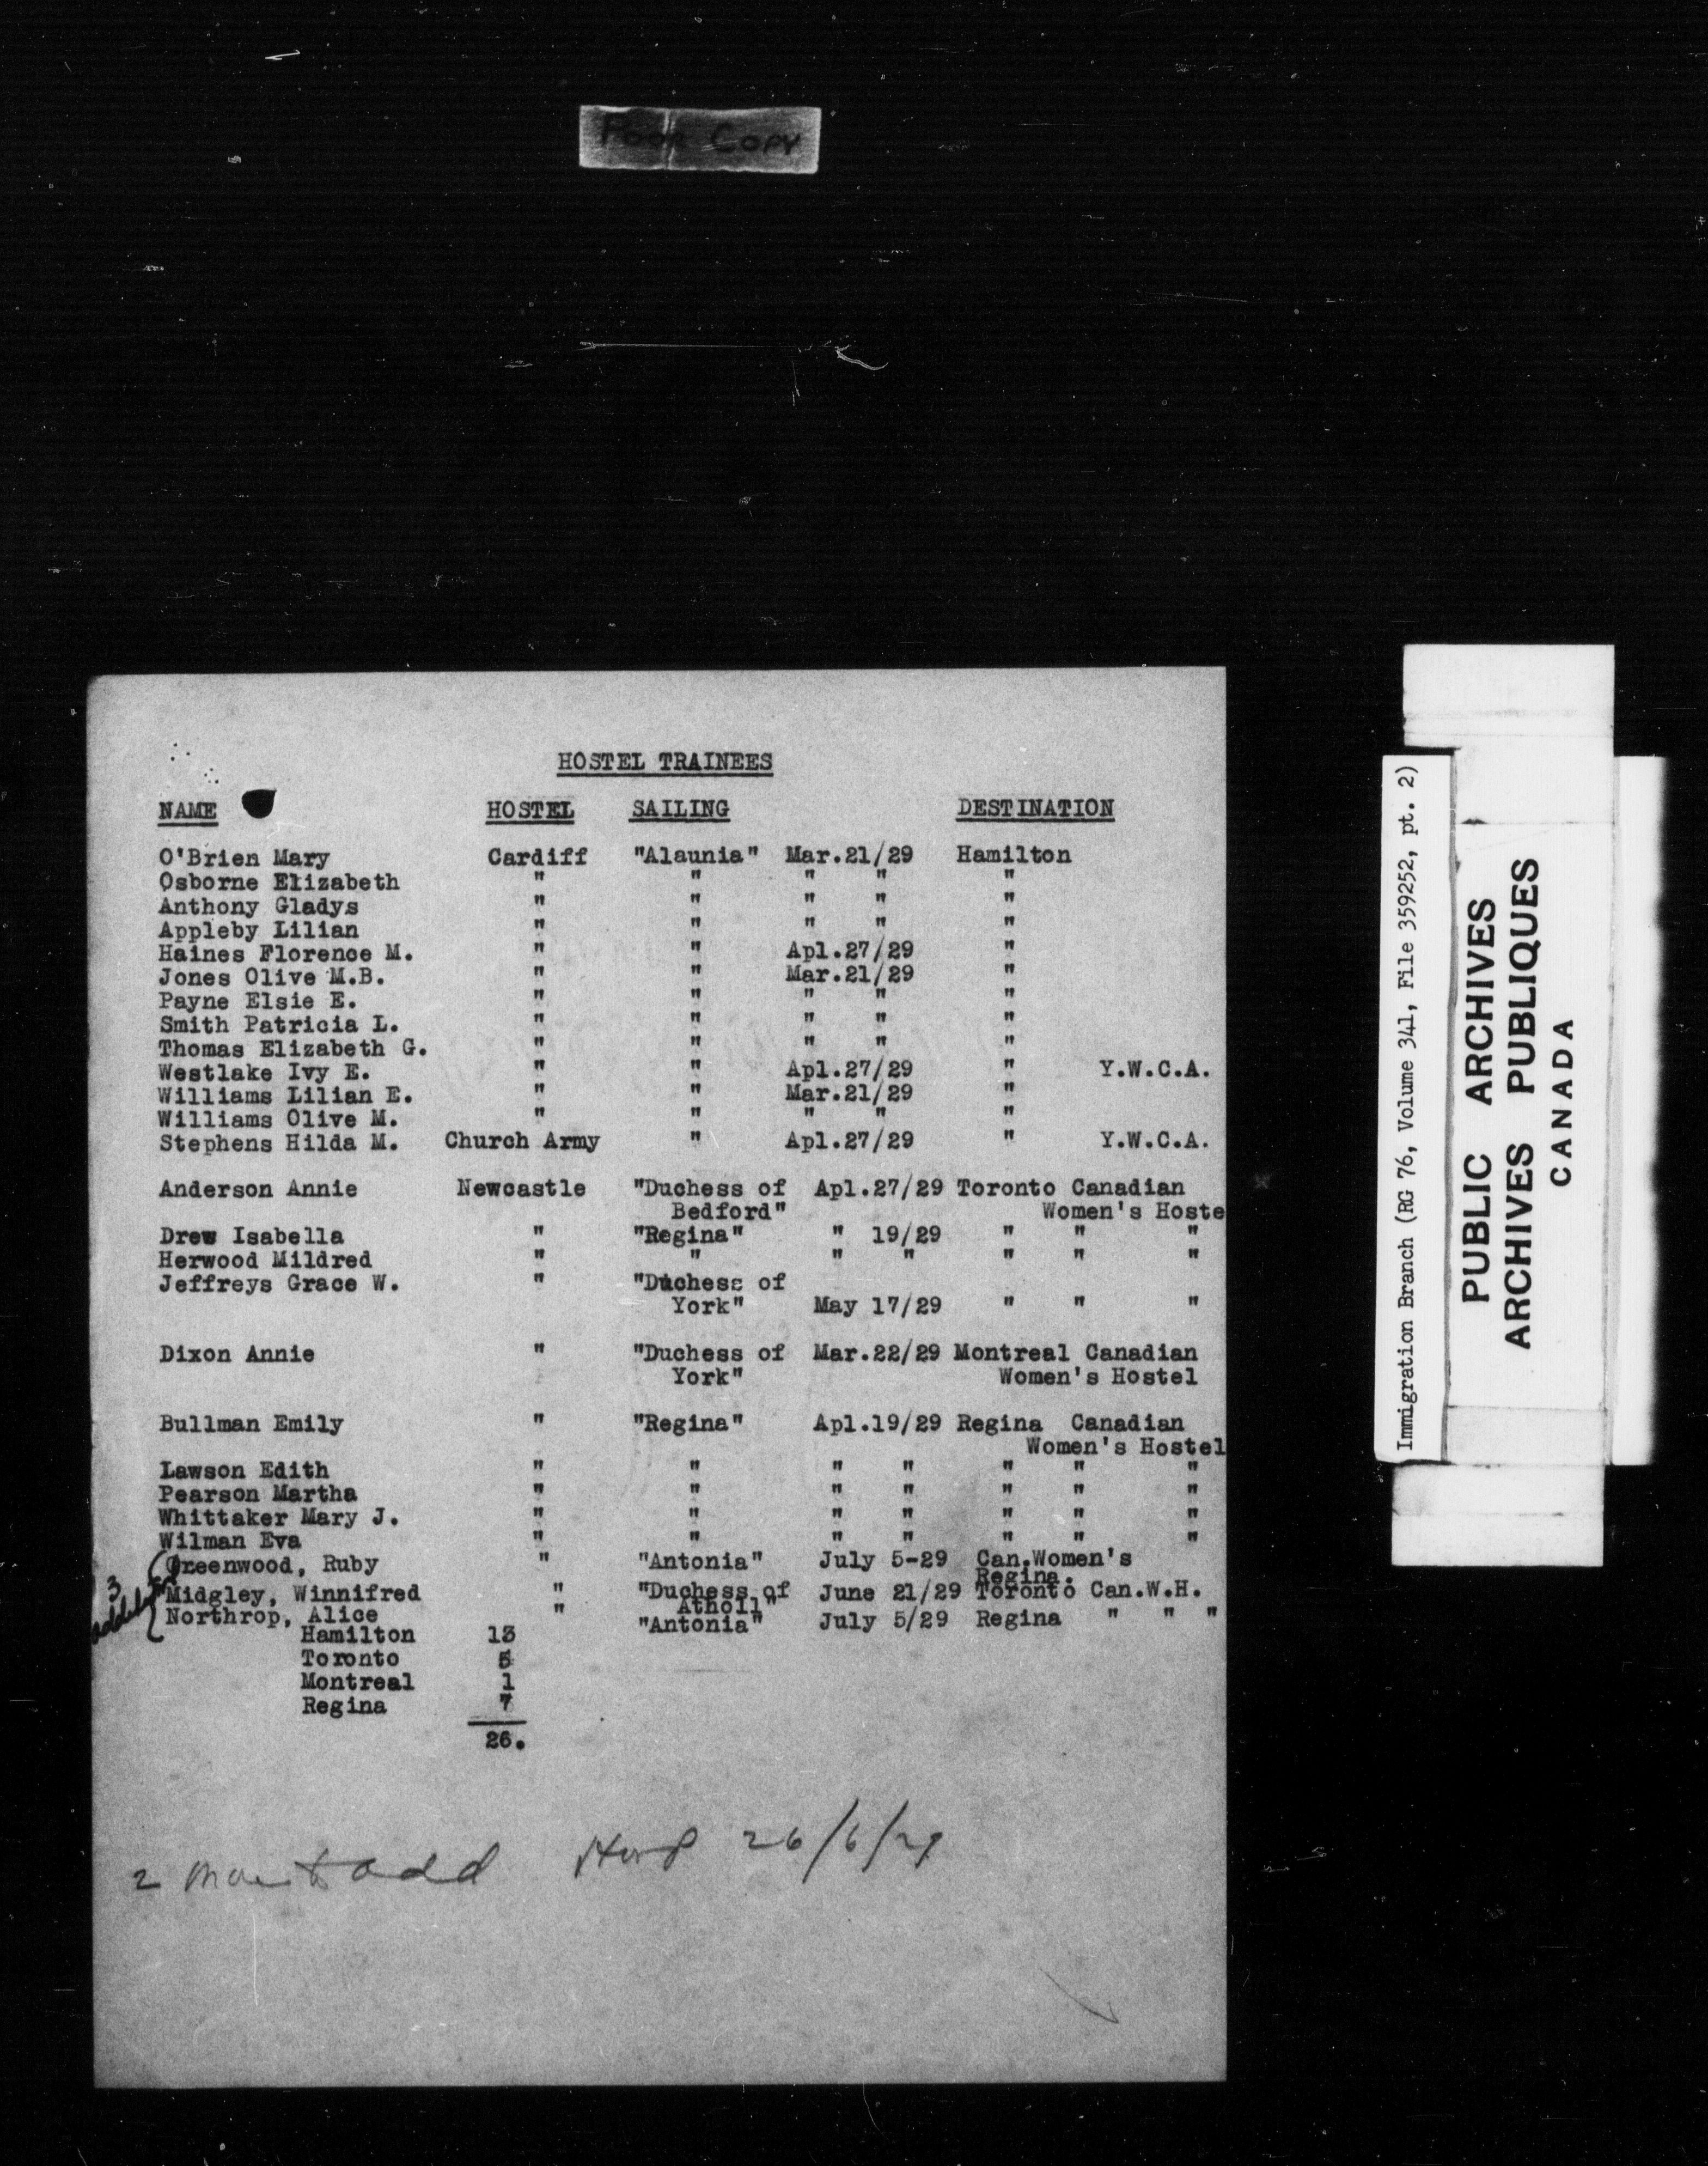 POOR COPY
HOSTEL TRAINEES
NAME HOSTEL SAILING DESTINATION
O'Brien Mary Cardiff "Alaunia" Mar.21/29 Hamilton
Osborne Elizabeth " " " " "
Anthony Gladys " " " " "
Appleby Lilian " " " " "
Haines Florence M. " " Apl.27/29 "
Jones Olive M.B. " " Mar.21/29 "
Payne Elsie E. " " " " "
Smith Patricia L. " " " " "
Thomas Elizabeth G. " " " " "
Westlake Ivy E. " " Apl.27/29 " Y.W.C.A.
Williams Lilian E. " " Mar.21/29 "
Williams Olive M. " " " " "
Stephens Hilda M. Church Army " Apl.27/29 " Y.W.C.A.
Anderson Annie Newcastle "Duchess of Apl.27/29 Toronto Canadian
Bedford" Women's Hoste
Drew Isabella " "Regina" " 19/29 " " "
Herwood Mildred " " " " " " "
Jeffreys Grace W. " "Duchess of
York" May 17/29 " " "
Dixon Annie " "Duchess of Mar.22/29 Montreal Canadian
York" Women's Hostel
Bullman Emily " "Regina" Apl.19/29 Regina Canadian
Women's Hostel
Lawson Edith " " " " " " "
Pearson Martha " " " " " " "
Whittaker Mary J. " " " " " " "
Wilman Eva " " " " " " "
Greenwood, Ruby " "Antonia" July 5-29 Can.Women's
Regina.
3
Midgley, Winnifred " "Duchess of June 21/29 Toronto Can.W.H.
Atholl"
Northrop, Alice " "Antonia" July 5/29 Regina " " "
Hamilton 13
Toronto 5
Montreal 1
Regina 7
26.
2 add 26/6/29
Immigration Branch (RG 76, Volume 341, File 359252, pt. 2)
PUBLIC ARCHIVES
ARCHIVES PUBLIQUES
CANADA